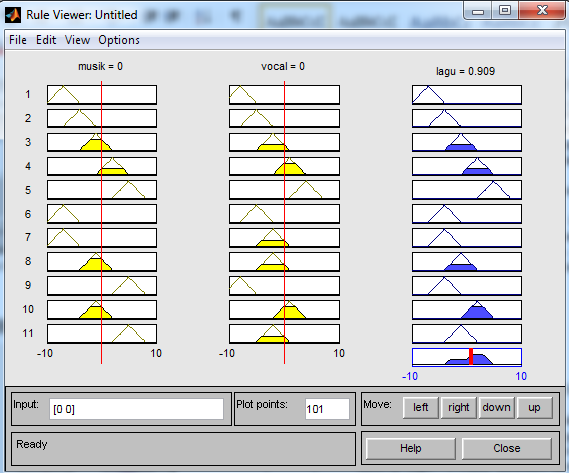 Rule Viewer: Untitled
File Edit View Options
musik = 0 vocal = 0 lagu = 0.909
1
2
3
4
5
6
7
8
9
10
11
-10 10 -10 10
-10 10
Input: [0 0] Plot points: 101 Move: left right down up
Ready Help Close